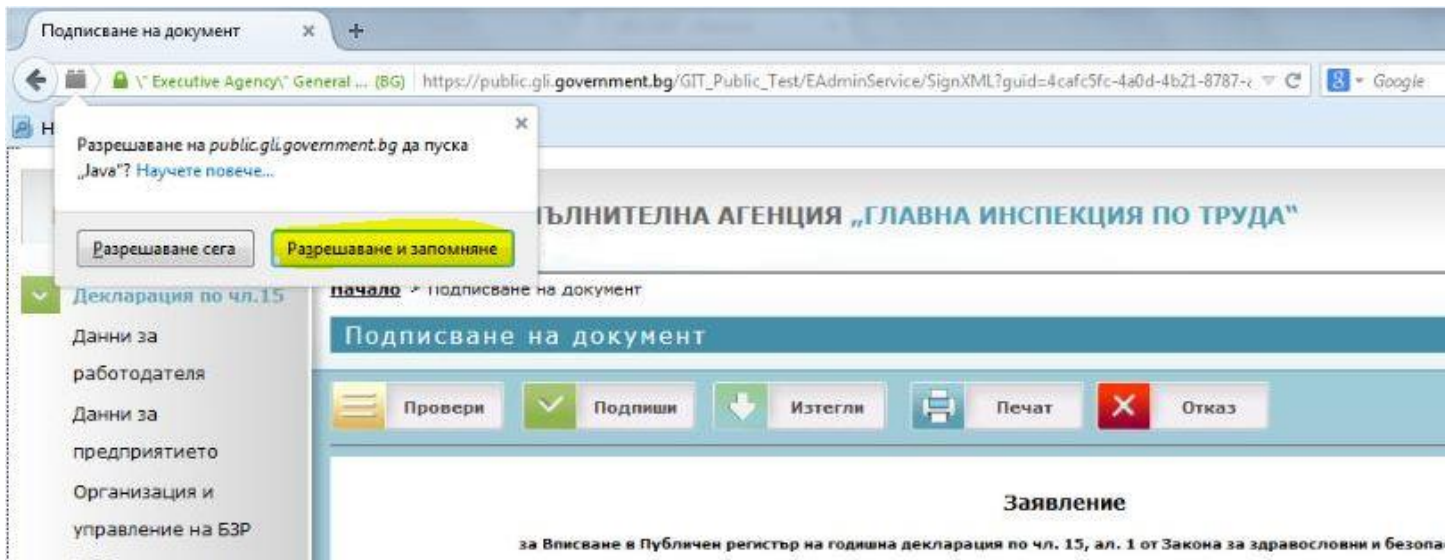 Подписване на документ
\" Executive Agency\" General ... (BG) https://public.gli.government.bg/GIT_Public_Test/EAdminService/SignXML?guid=4cafc5fc-4a0d-4b21-8787- Google
Н
Разрешаване на public.gli.government.bg да пуска
„Java"? Научете повече...
Разрешаване сега Разрешаване и запомняне
ЪЛНИТЕЛНА АГЕНЦИЯ „ГЛАВНА ИНСПЕКЦИЯ ПО ТРУДА"
Начало > Подписване на документ
Декларация по чл.15
Данни за
работодателя
Данни за
предприятието
Организация и
управление на БЗР
Подписване на документ
Провери Подпиши Изтегли Печат Отказ
Заявление
за Вписване в Публичен регистър на годишна декларация по чл. 15, ал. 1 от Закона за здравословни и безопа